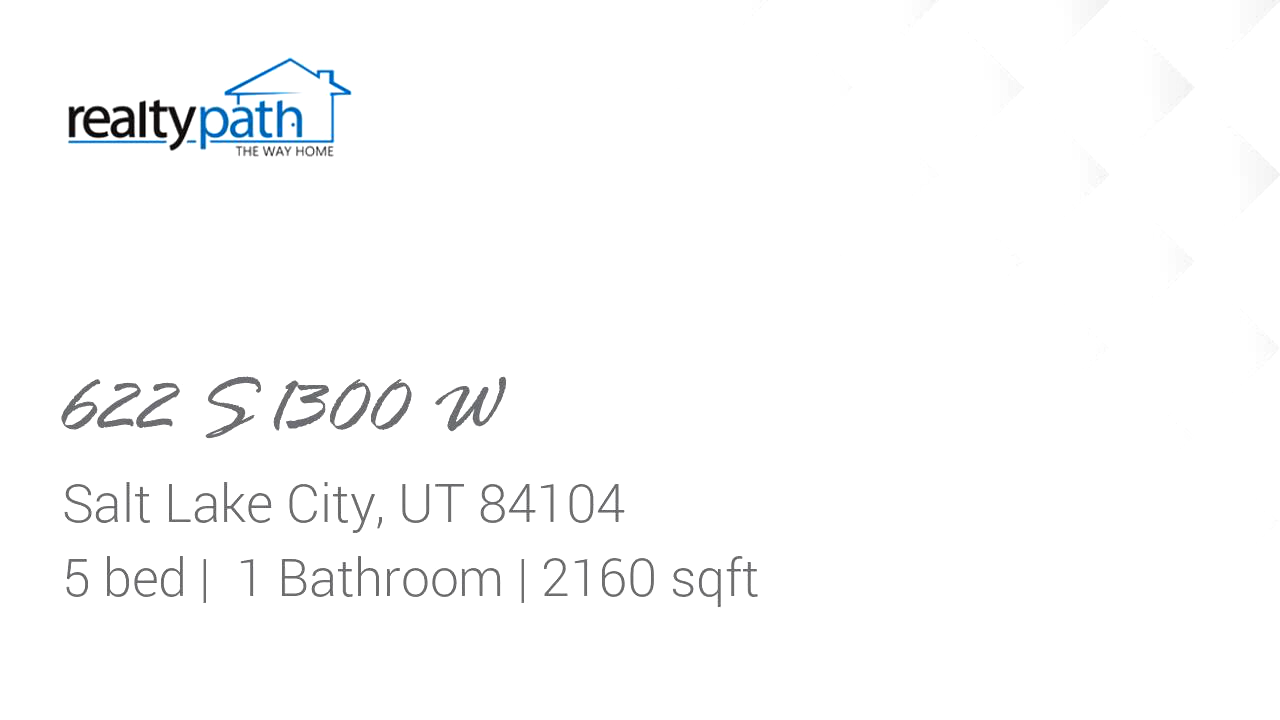 realtypath
THE WAY HOME
622 S 1300 W
Salt Lake City, UT 84104
5 bed | 1 Bathroom | 2160 sqft